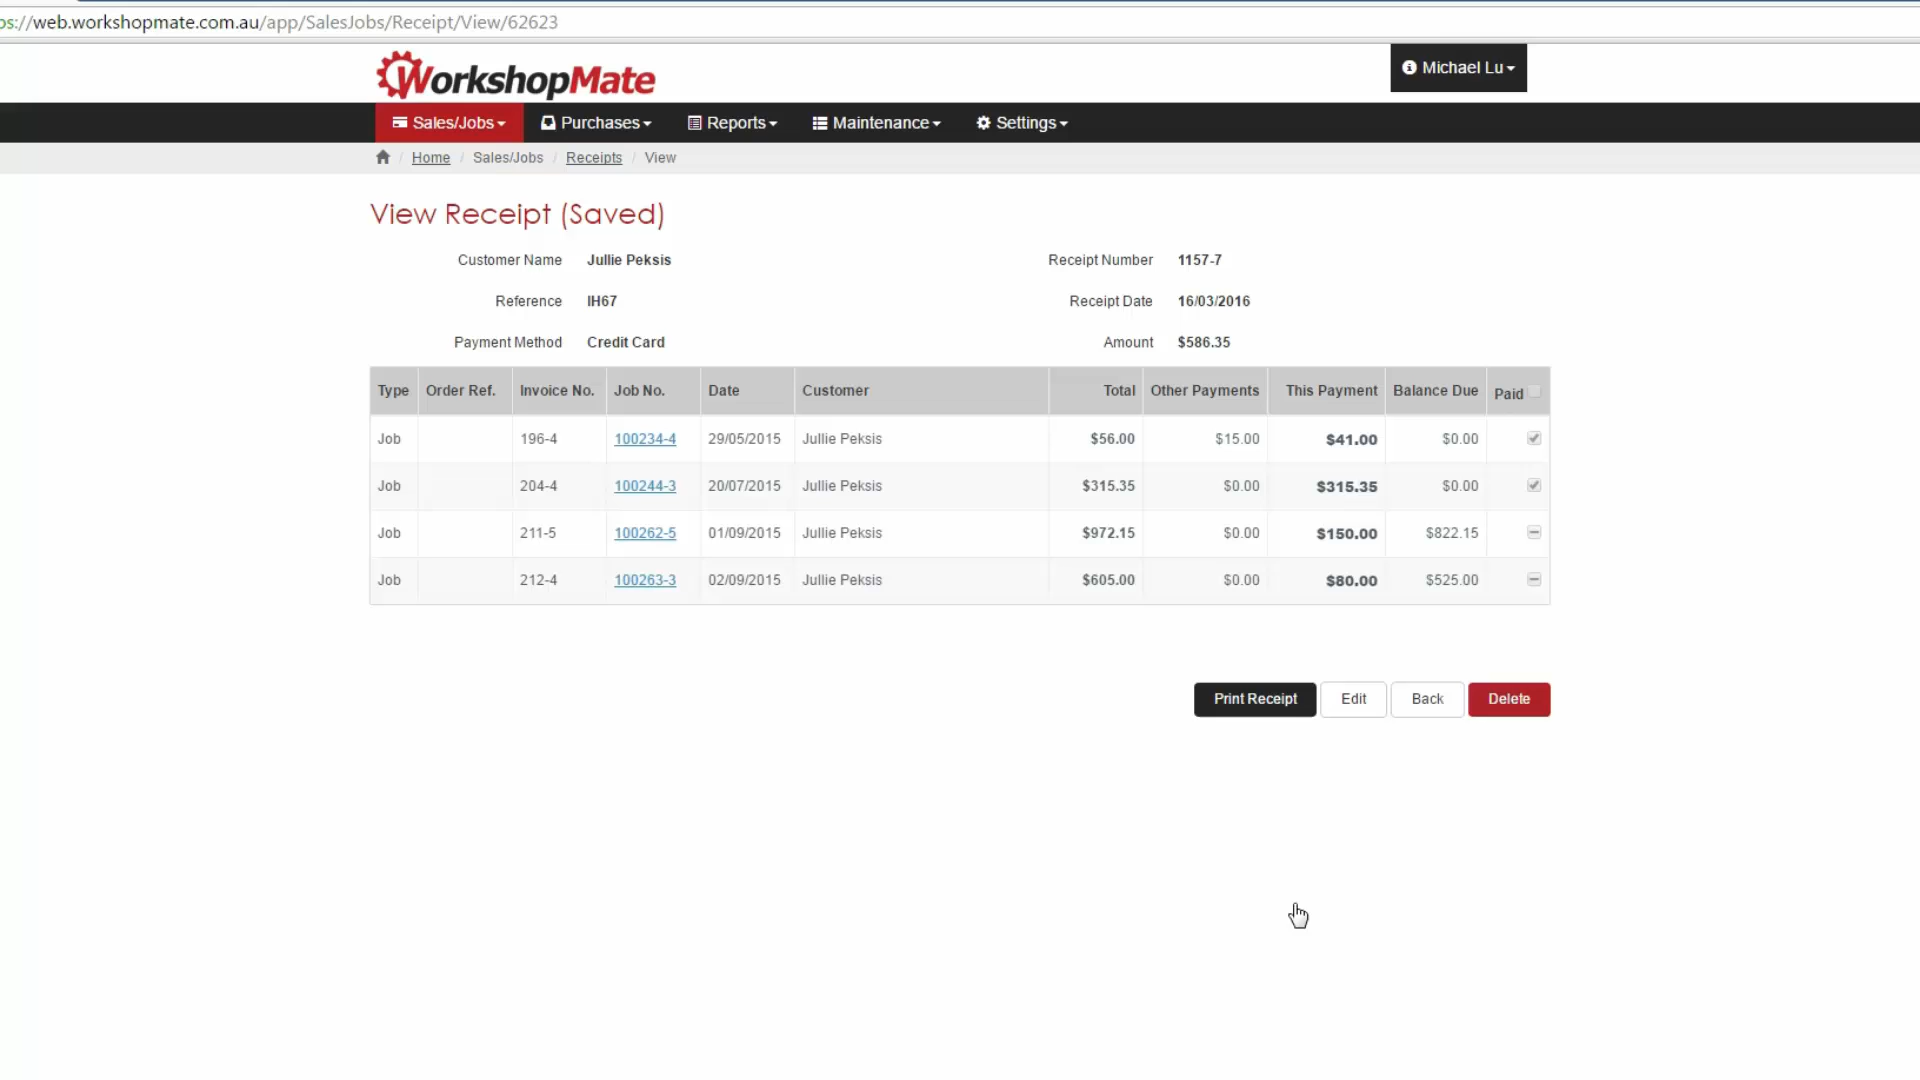 ps://web.workshopmate.com.au/app/SalesJobs/Receipt/View/62623
WorkshopMate
Michael Lu
Sales/Jobs Purchases Reports Maintenance Settings
/ Home / Sales/Jobs / Receipts / View
View Receipt (Saved)
Customer Name Jullie Peksis Receipt Number 1157-7
Reference IH67 Receipt Date 16/03/2016
Payment Method Credit Card Amount $586.35
Type Order Ref. Invoice No. Job No. Date Customer Total Other Payments This Payment Balance Due Paid
Job 196-4 100234-4 29/05/2015 Jullie Peksis $56.00 $15.00 $41.00 $0.00
Job 204-4 100244-3 20/07/2015 Jullie Peksis $315.35 $0.00 $315.35 $0.00
Job 211-5 100262-5 01/09/2015 Jullie Peksis $972.15 $0.00 $150.00 $822.15
Job 212-4 100263-3 02/09/2015 Jullie Peksis $605.00 $0.00 $80.00 $525.00
Print Receipt Edit Back Delete